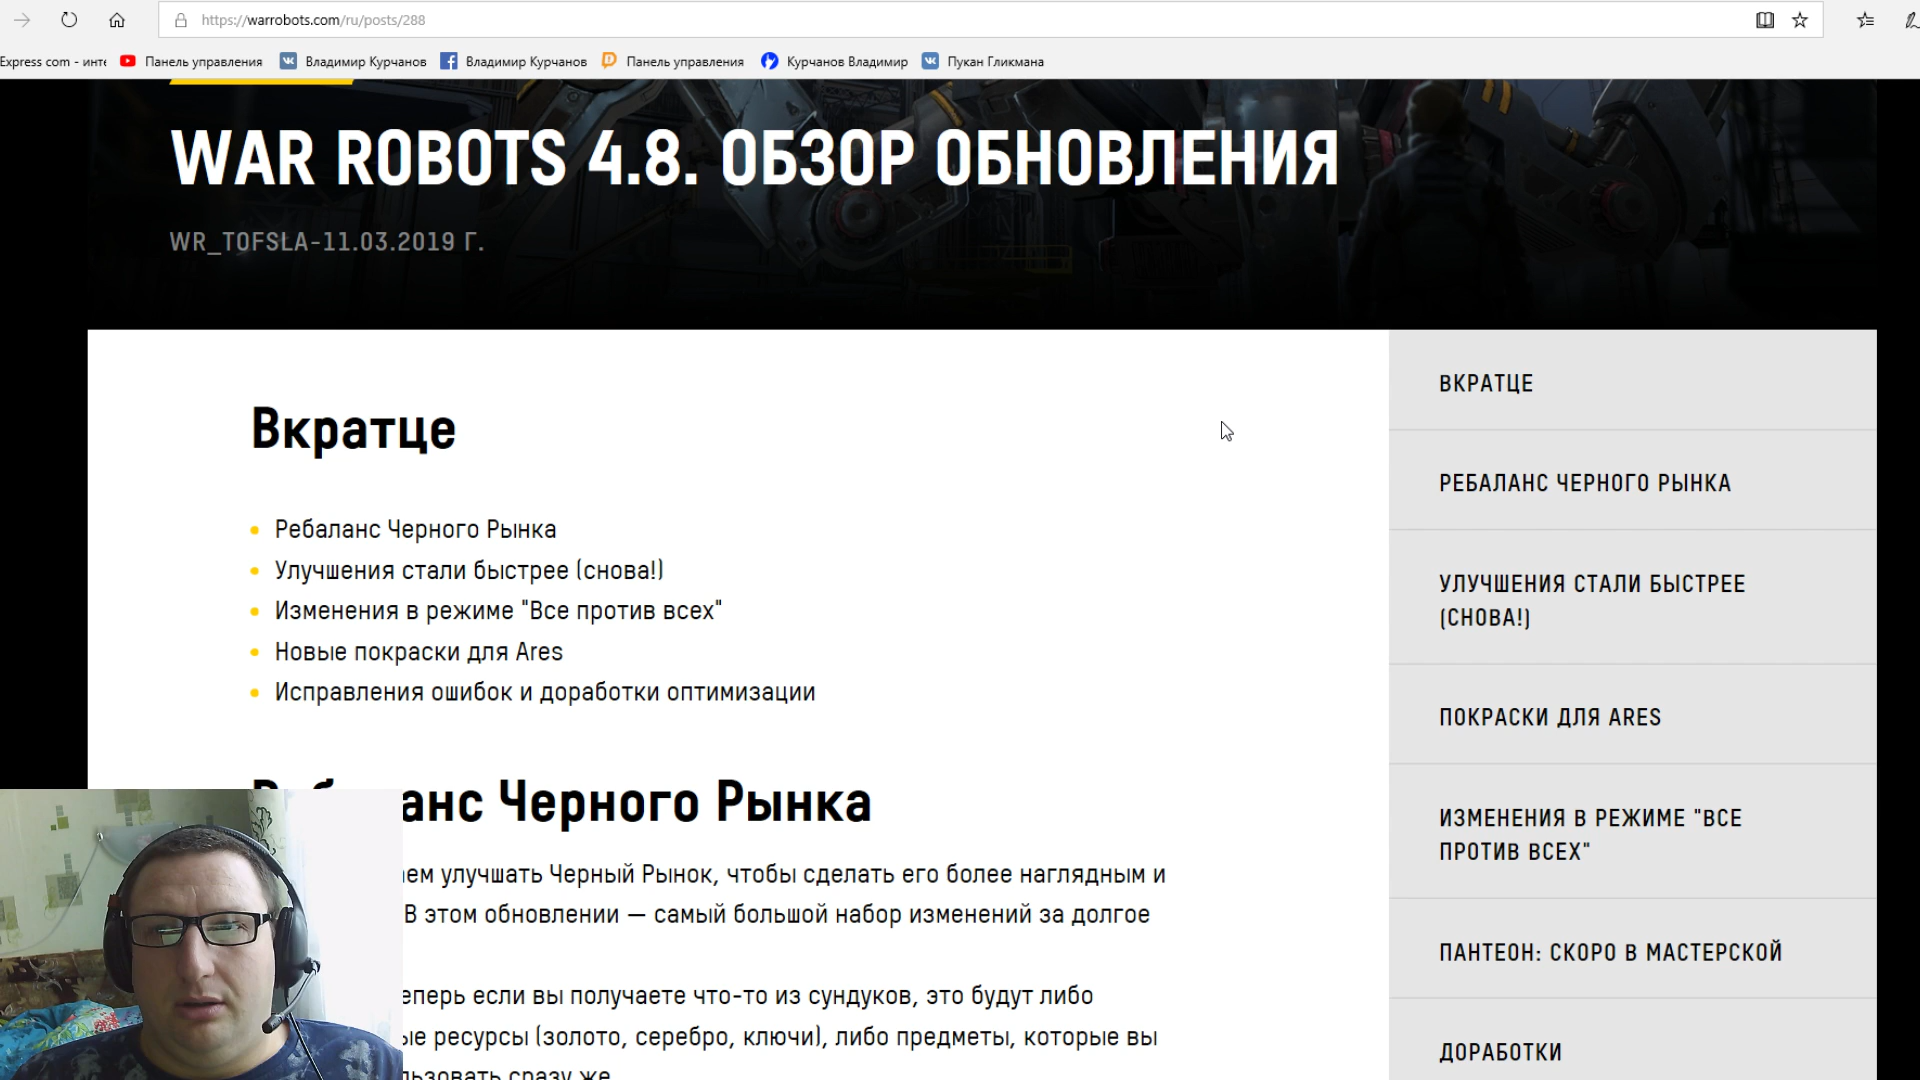 https://warrobots.com/ru/posts/288
Express com - инте Панель управления Владимир Курчанов Владимир Курчанов Панель управления Курчанов Владимир Пукан Гликмана
WAR ROBOTS 4.8. ОБЗОР ОБНОВЛЕНИЯ
WR_TOFSLA-11.03.2019 Г.
Вкратце
Ребаланс Черного Рынка
Улучшения стали быстрее (снова!)
Изменения в режиме "Все против всех"
Новые покраски для Ares
Исправления ошибок и доработки оптимизации
анс Черного Рынка
аем улучшать Черный Рынок, чтобы сделать его более наглядным и
В этом обновлении — самый большой набор изменений за долгое
еперь если вы получаете что-то из сундуков, это будут либо
ые ресурсы (золото, серебро, ключи), либо предметы, которые вы
льзовать сразу же.
ВКРАТЦЕ
РЕБАЛАНС ЧЕРНОГО РЫНКА
УЛУЧШЕНИЯ СТАЛИ БЫСТРЕЕ
(СНОВА!)
ПОКРАСКИ ДЛЯ ARES
ИЗМЕНЕНИЯ В РЕЖИМЕ "ВСЕ
ПРОТИВ ВСЕХ"
ПАНТЕОН: СКОРО В МАСТЕРСКОЙ
ДОРАБОТКИ